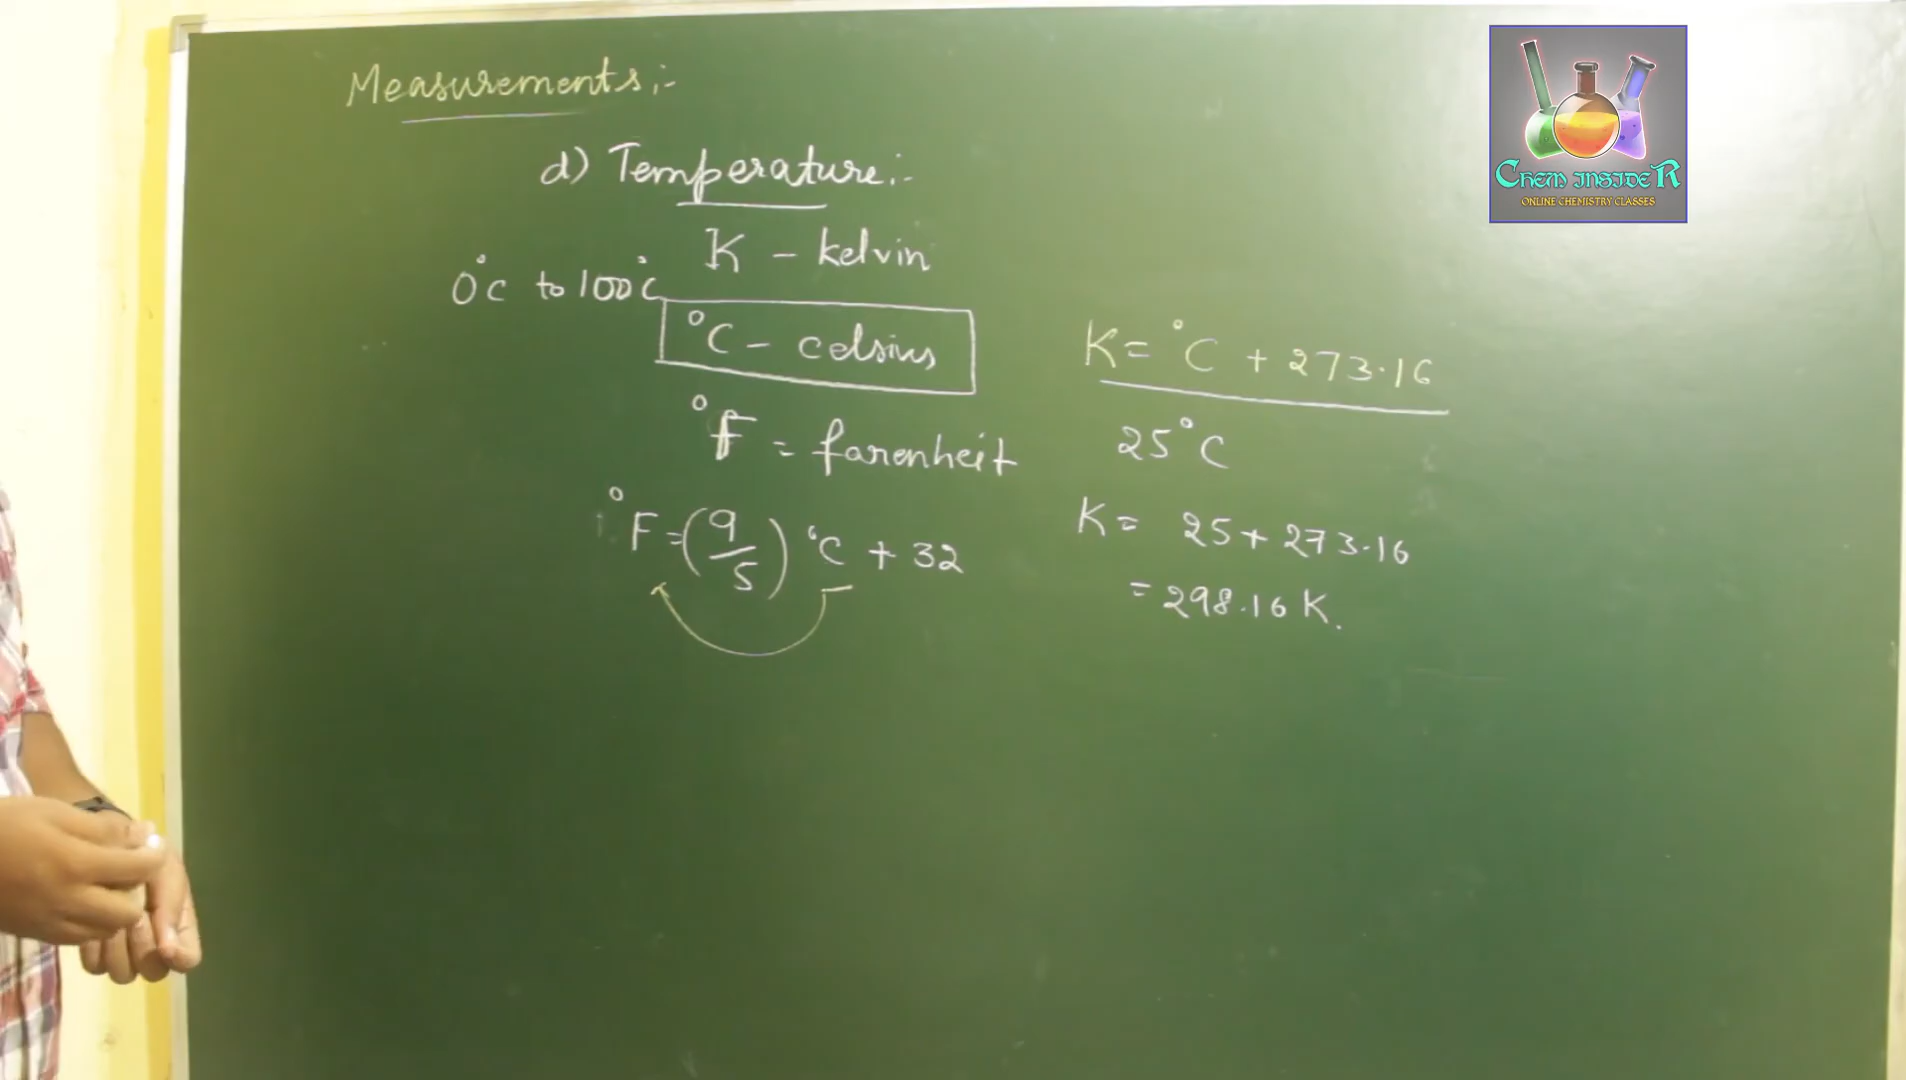 Measurements:-
d) Temperature:-
K - kelvin
0°C to 100°C
°C - celsius
°F = farenheit
°F = (9/5) °C + 32
K = °C + 273.16
25°C
K = 25 + 273.16
= 298.16 K.
CHEM INSIDER
ONLINE CHEMISTRY CLASSES